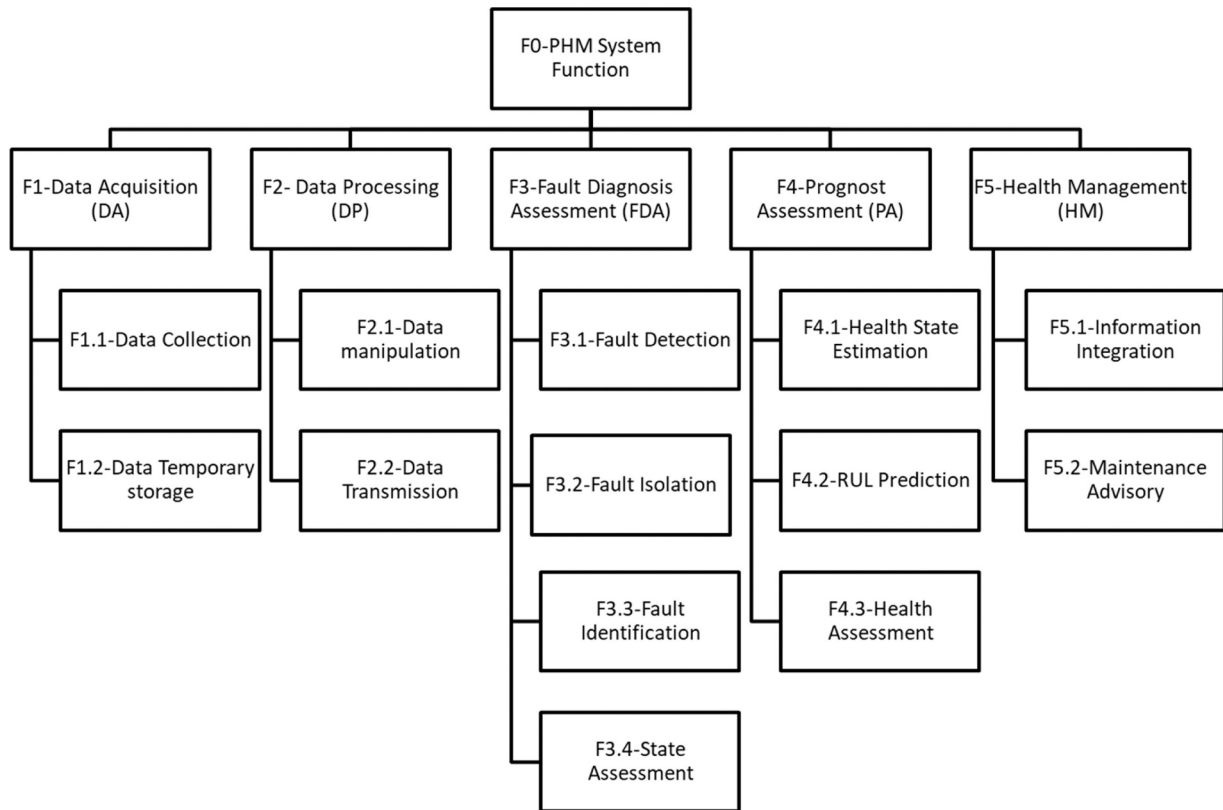 F0-PHM System
Function
F1-Data Acquisition
(DA)
F2- Data Processing
(DP)
F3-Fault Diagnosis
Assessment (FDA)
F4-Prognost
Assessment (PA)
F5-Health Management
(HM)
F1.1-Data Collection
F1.2-Data Temporary
storage
F2.1-Data
manipulation
F2.2-Data
Transmission
F3.1-Fault Detection
F3.2-Fault Isolation
F3.3-Fault
Identification
F3.4-State
Assessment
F4.1-Health State
Estimation
F4.2-RUL Prediction
F4.3-Health
Assessment
F5.1-Information
Integration
F5.2-Maintenance
Advisory